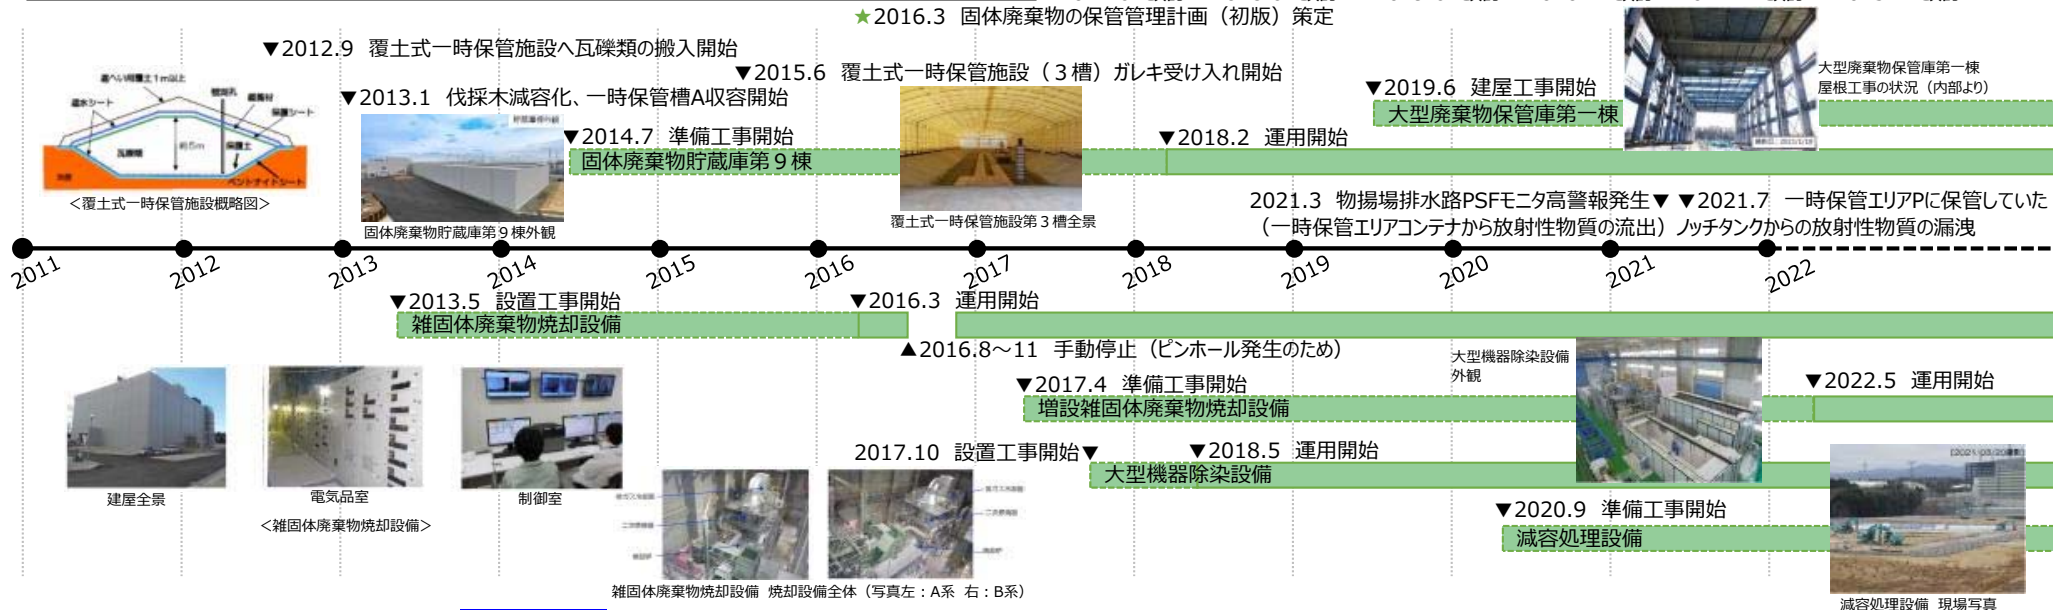 ★2016.3 固体廃棄物の保管管理計画（初版）策定
▼2012.9 覆土式一時保管施設へ瓦礫類の搬入開始
▼2015.6 覆土式一時保管施設（３槽）ガレキ受け入れ開始
▼2013.1 伐採木減容化、一時保管槽A収容開始
▼2019.6 建屋工事開始
大型廃棄物保管庫第一棟
大型廃棄物保管庫第一棟
屋根工事の状況（内部より）
▼2014.7 準備工事開始
固体廃棄物貯蔵庫第９棟
▼2018.2 運用開始
遮水シート
観測孔
保護シート
瓦礫類
約5m
保護土
ベントナイトシート
＜覆土式一時保管施設概略図＞
固体廃棄物貯蔵庫第９棟外観
覆土式一時保管施設第３槽全景
2021.3 物揚場排水路PSFモニタ高警報発生▼
（一時保管エリアコンテナから放射性物質の流出）
▼2021.7 一時保管エリアPに保管していた
ノッチタンクからの放射性物質の漏洩
2011
2012
2013
2014
2015
2016
2017
2018
2019
2020
2021
2022
▼2013.5 設置工事開始
雑固体廃棄物焼却設備
▼2016.3 運用開始
▲2016.8～11 手動停止（ピンホール発生のため）
▼2017.4 準備工事開始
増設雑固体廃棄物焼却設備
大型機器除染設備
外観
▼2022.5 運用開始
2017.10 設置工事開始▼
▼2018.5 運用開始
大型機器除染設備
▼2020.9 準備工事開始
減容処理設備
建屋全景
電気品室
制御室
＜雑固体廃棄物焼却設備＞
雑固体廃棄物焼却設備 焼却設備全体（写真左：A系 右：B系）
減容処理設備 現場写真